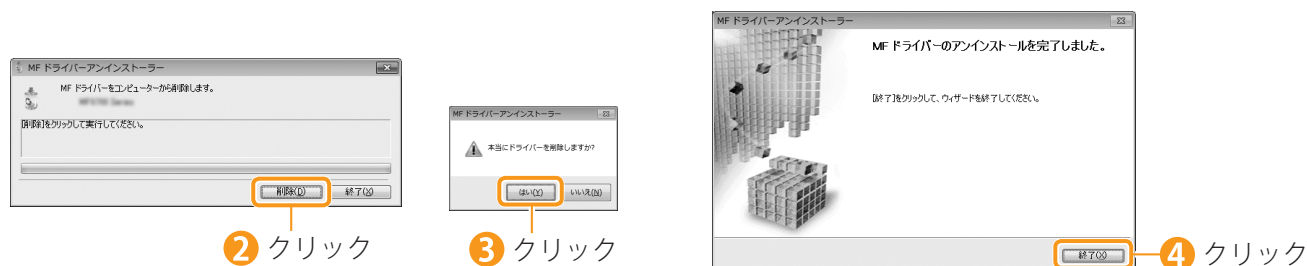 MF ドライバーアンインストーラー
MF ドライバーをコンピューターから削除します。
[削除]をクリックして実行してください。
削除(D)
終了(X)
2 クリック
MF ドライバーアンインストーラー
本当にドライバーを削除しますか?
はい(Y)
いいえ(N)
3 クリック
MF ドライバーアンインストーラー
MF ドライバーのアンインストールを完了しました。
[終了]をクリックして、ウィザードを終了してください。
終了(X)
4 クリック